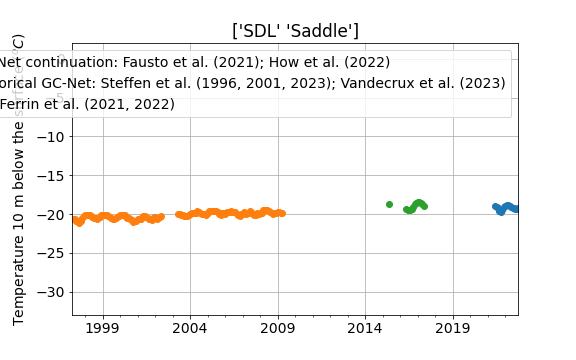 ['SDL' 'Saddle']
Net continuation: Fausto et al. (2021); How et al. (2022)
orical GC-Net: Steffen et al. (1996, 2001, 2023); Vandecrux et al. (2023)
Ferrin et al. (2021, 2022)
Temperature 10 m below the surface (°C)
−10
−15
−20
−25
−30
1999
2004
2009
2014
2019